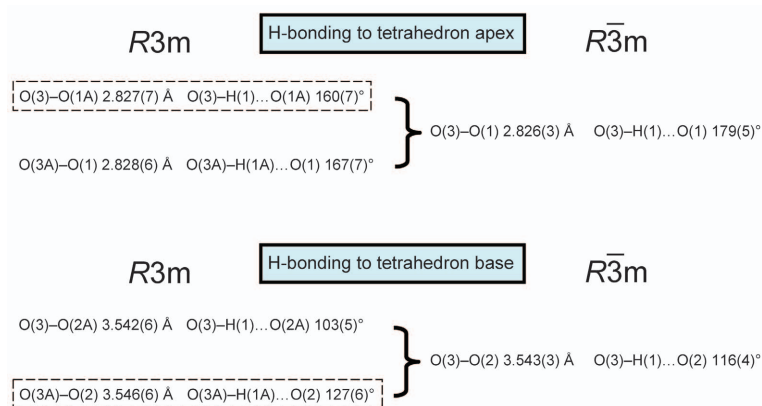 R3m
H-bonding to tetrahedron apex
R3̅m
O(3)–O(1A) 2.827(7) Å O(3)–H(1)...O(1A) 160(7)°
O(3)–O(1) 2.826(3) Å O(3)–H(1)...O(1) 179(5)°
O(3A)–O(1) 2.828(6) Å O(3A)–H(1A)...O(1) 167(7)°
R3m
H-bonding to tetrahedron base
R3̅m
O(3)–O(2A) 3.542(6) Å O(3)–H(1)...O(2A) 103(5)°
O(3)–O(2) 3.543(3) Å O(3)–H(1)...O(2) 116(4)°
O(3A)–O(2) 3.546(6) Å O(3A)–H(1A)...O(2) 127(6)°